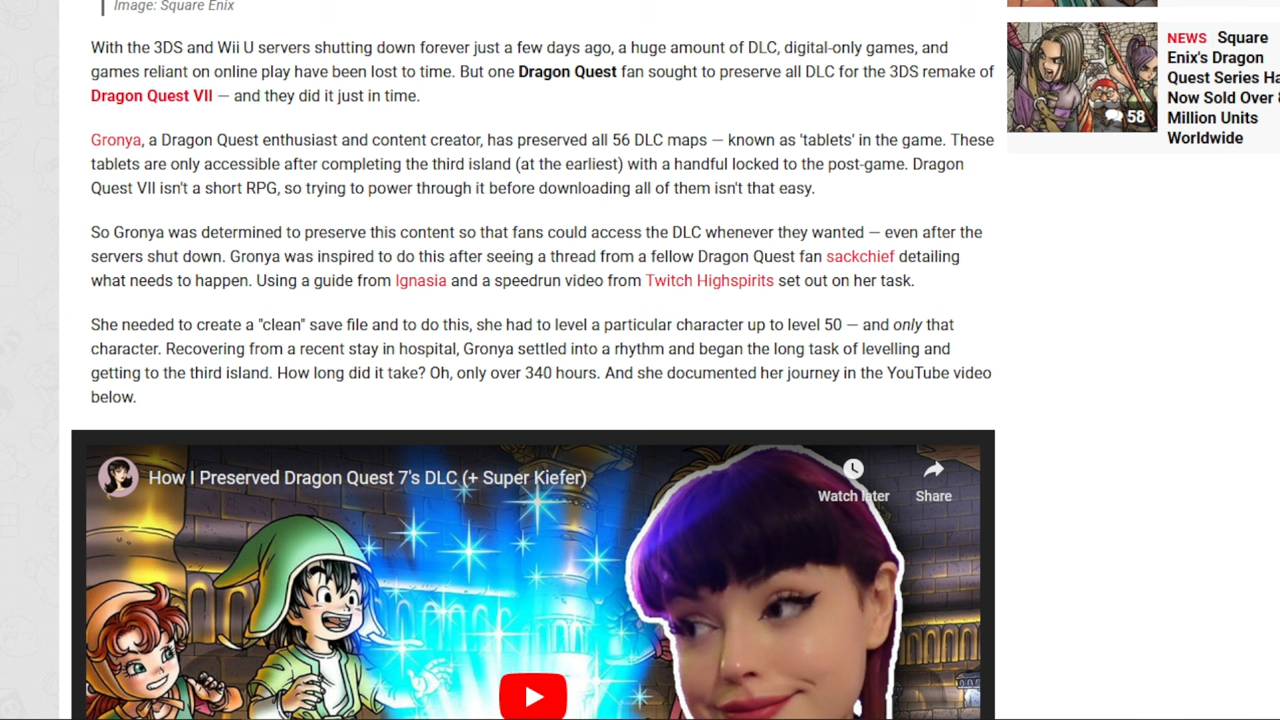 Image: Square Enix
With the 3DS and Wii U servers shutting down forever just a few days ago, a huge amount of DLC, digital-only games, and
games reliant on online play have been lost to time. But one Dragon Quest fan sought to preserve all DLC for the 3DS remake of
Dragon Quest VII — and they did it just in time.
Gronya, a Dragon Quest enthusiast and content creator, has preserved all 56 DLC maps — known as 'tablets' in the game. These
tablets are only accessible after completing the third island (at the earliest) with a handful locked to the post-game. Dragon
Quest VII isn't a short RPG, so trying to power through it before downloading all of them isn't that easy.
So Gronya was determined to preserve this content so that fans could access the DLC whenever they wanted — even after the
servers shut down. Gronya was inspired to do this after seeing a thread from a fellow Dragon Quest fan sackchief detailing
what needs to happen. Using a guide from Ignasia and a speedrun video from Twitch Highspirits set out on her task.
She needed to create a "clean" save file and to do this, she had to level a particular character up to level 50 — and only that
character. Recovering from a recent stay in hospital, Gronya settled into a rhythm and began the long task of levelling and
getting to the third island. How long did it take? Oh, only over 340 hours. And she documented her journey in the YouTube video
below.
How I Preserved Dragon Quest 7's DLC (+ Super Kiefer)
Watch later
Share
NEWS Square
Enix's Dragon
Quest Series Ha
Now Sold Over
Million Units
Worldwide
58